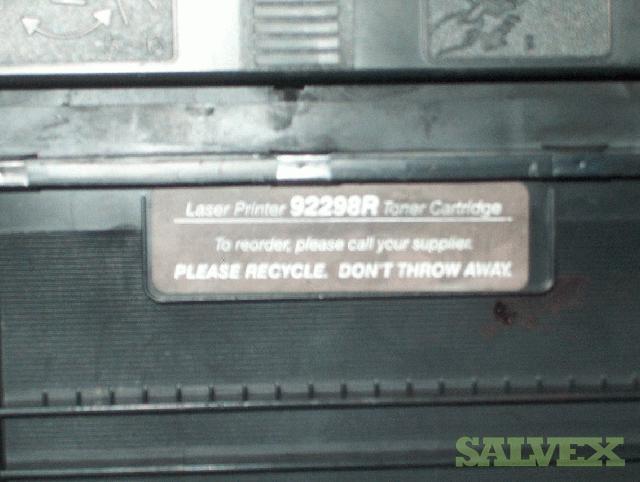 Laser Printer 92298R Toner Cartridge
To reorder, please call your supplier.
PLEASE RECYCLE. DON'T THROW AWAY.
SALVEX